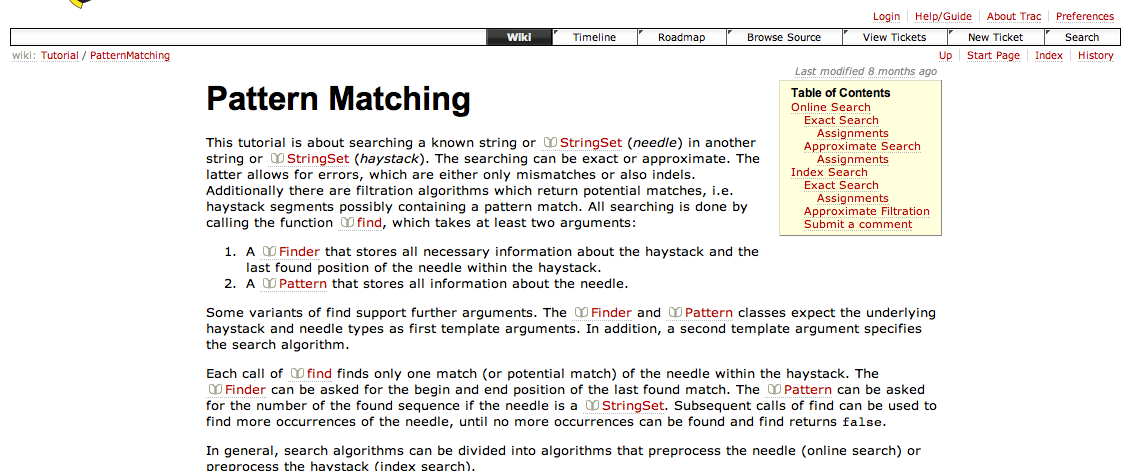 Login Help/Guide About Trac Preferences
Wiki Timeline Roadmap Browse Source View Tickets New Ticket Search
wiki: Tutorial / PatternMatching Up Start Page Index History
Last modified 8 months ago
Pattern Matching
This tutorial is about searching a known string or StringSet (needle) in another
string or StringSet (haystack). The searching can be exact or approximate. The
latter allows for errors, which are either only mismatches or also indels.
Additionally there are filtration algorithms which return potential matches, i.e.
haystack segments possibly containing a pattern match. All searching is done by
calling the function find, which takes at least two arguments:
Table of Contents
Online Search
Exact Search
Assignments
Approximate Search
Assignments
Index Search
Exact Search
Assignments
Approximate Filtration
Submit a comment
1. A Finder that stores all necessary information about the haystack and the
last found position of the needle within the haystack.
2. A Pattern that stores all information about the needle.
Some variants of find support further arguments. The Finder and Pattern classes expect the underlying
haystack and needle types as first template arguments. In addition, a second template argument specifies
the search algorithm.
Each call of find finds only one match (or potential match) of the needle within the haystack. The
Finder can be asked for the begin and end position of the last found match. The Pattern can be asked
for the number of the found sequence if the needle is a StringSet. Subsequent calls of find can be used to
find more occurrences of the needle, until no more occurrences can be found and find returns false.
In general, search algorithms can be divided into algorithms that preprocess the needle (online search) or
preprocess the haystack (index search).